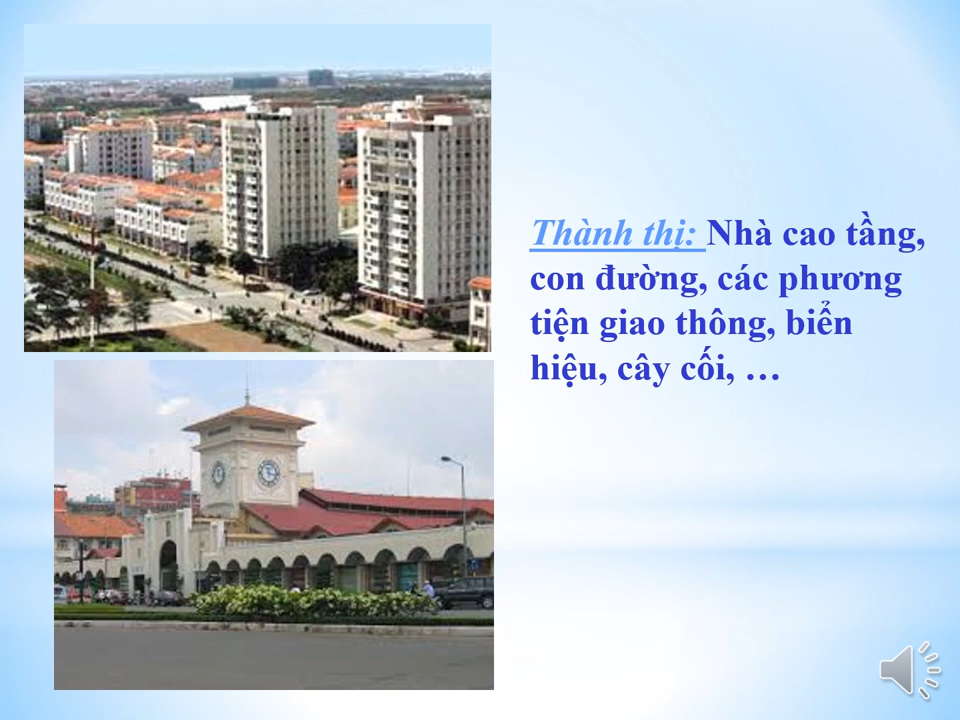 Thành thị: Nhà cao tầng,
con đường, các phương
tiện giao thông, biển
hiệu, cây cối, …